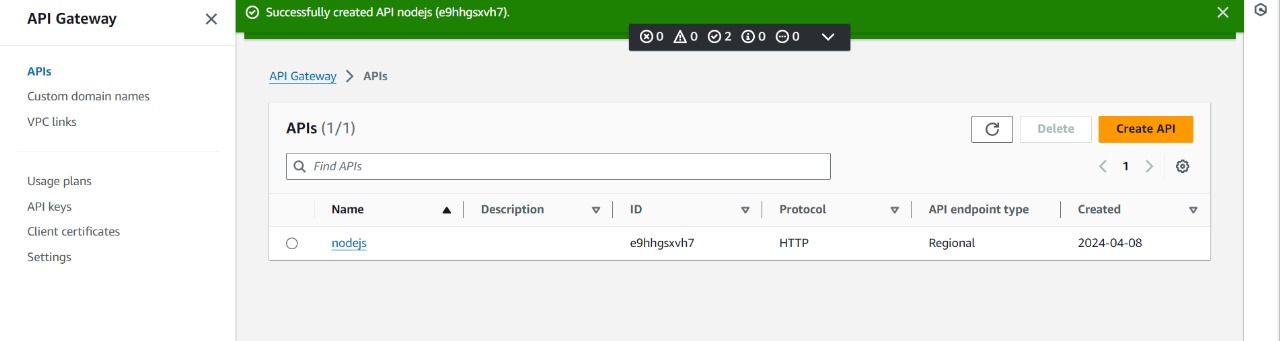 API Gateway
APIs
Custom domain names
VPC links
Usage plans
API keys
Client certificates
Settings
Successfully created API nodejs (e9hhgsxvh7).
0 0 2 0 0
API Gateway > APIs
APIs (1/1)
Delete
Create API
Find APIs
1
Name Description ID Protocol API endpoint type Created
nodejs e9hhgsxvh7 HTTP Regional 2024-04-08